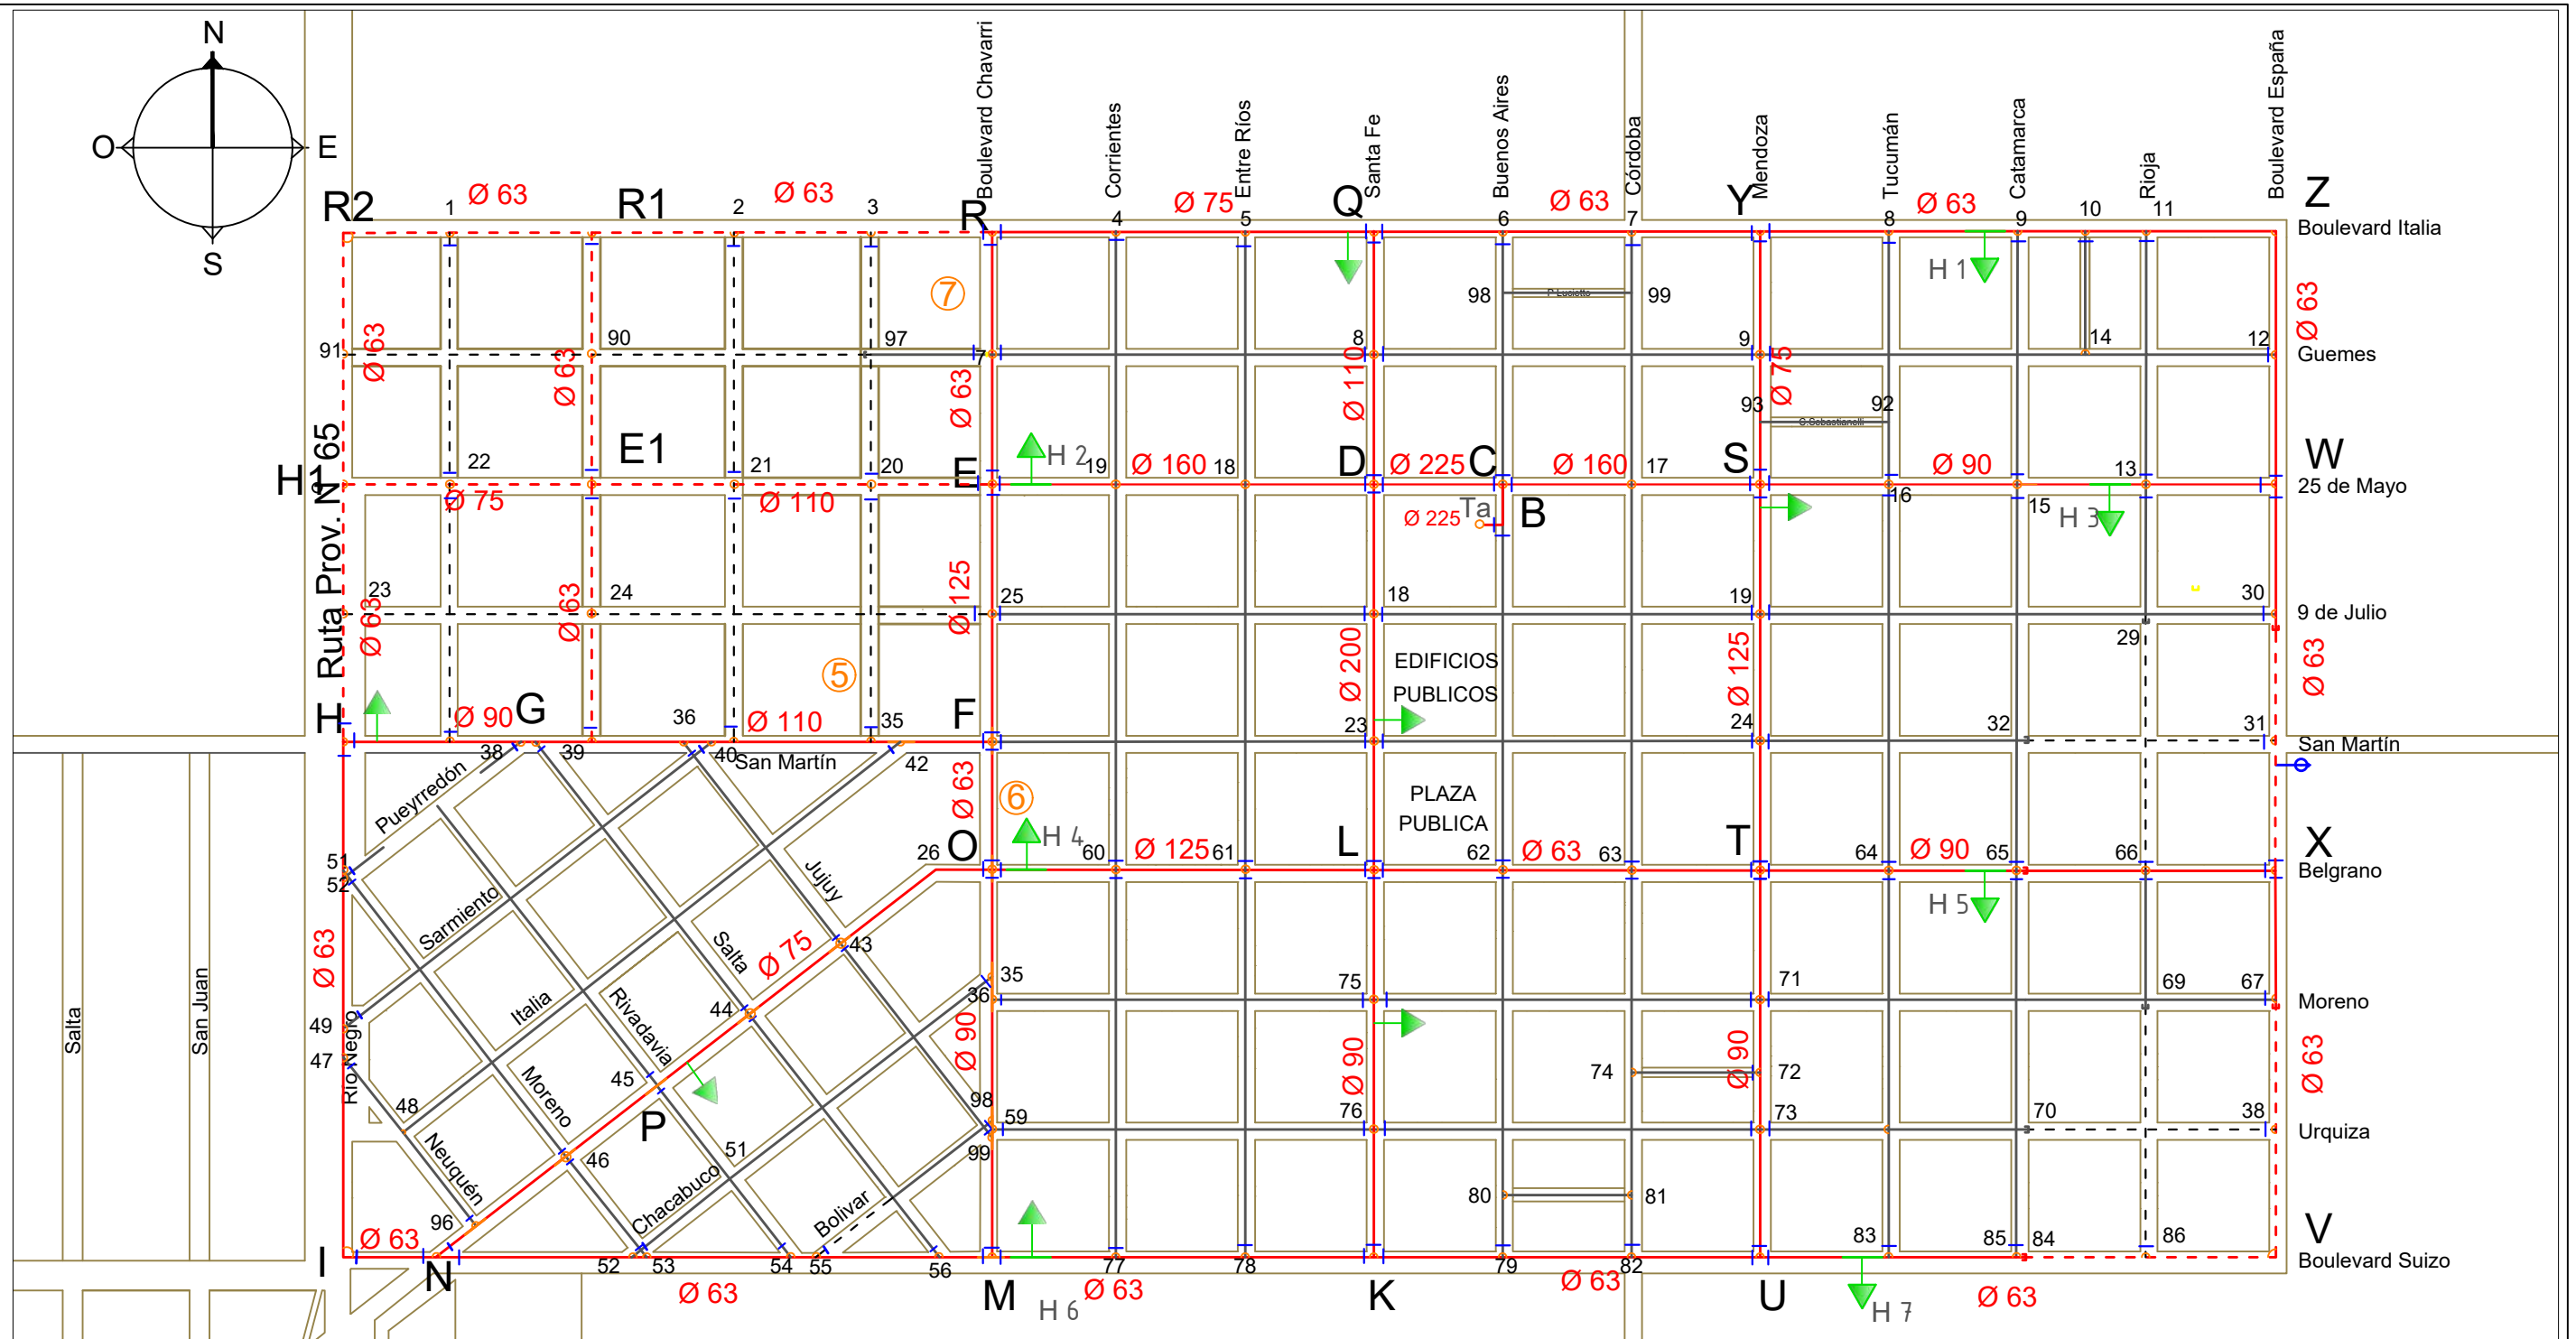 N
O
E
S
Boulevard Chavarri
Corrientes
Entre Ríos
Santa Fe
Buenos Aires
Córdoba
Mendoza
Tucumán
Catamarca
Rioja
Boulevard España
R2
1
Ø 63
R1
2
Ø 63
3
R
4
Ø 75
5
Q
6
Ø 63
7
Y
8
Ø 63
9
10
11
Z
Boulevard Italia
7
98
P Luciotto
99
H 1
Ø 63
91
Ø 63
90
Ø 63
97
7
Ø 63
8
Ø 110
9
Ø 75
14
12
Guemes
93
92
C.Sebastianelli
H1
22
E1
21
20
E
H 2
19
Ø 160
18
D
Ø 225
C
Ø 160
17
S
Ø 90
13
W
25 de Mayo
Ø 75
Ø 110
Ø 225
Ta
B
16
15
H 3
Ruta Prov. N 65
23
Ø 63
24
Ø 63
Ø 125
25
18
19
30
9 de Julio
29
5
Ø 200
EDIFICIOS
PUBLICOS
Ø 125
Ø 63
H
Ø 90
G
36
Ø 110
35
F
23
24
32
31
San Martín
38
39
40
San Martín
42
Pueyrredón
Ø 63
6
PLAZA
PUBLICA
51
52
26
O
H 4
60
Ø 125
61
L
62
Ø 63
63
T
64
Ø 90
65
66
X
Belgrano
Jujuy
Sarmiento
Salta
Ø 75
43
H 5
Ø 63
Salta
San Juan
Rio Negro
49
47
Italia
Rivadavia
44
35
36
Ø 90
75
Ø 90
71
69
67
Moreno
48
Moreno
45
P
74
Ø 90
72
Ø 63
98
59
76
73
70
38
Urquiza
Neuquén
46
51
99
Chacabuco
Bolivar
80
81
96
Ø 63
83
85
84
86
V
Boulevard Suizo
I
N
52
53
Ø 63
54
55
56
M
H 6
77
Ø 63
78
K
79
Ø 63
82
U
H 7
Ø 63